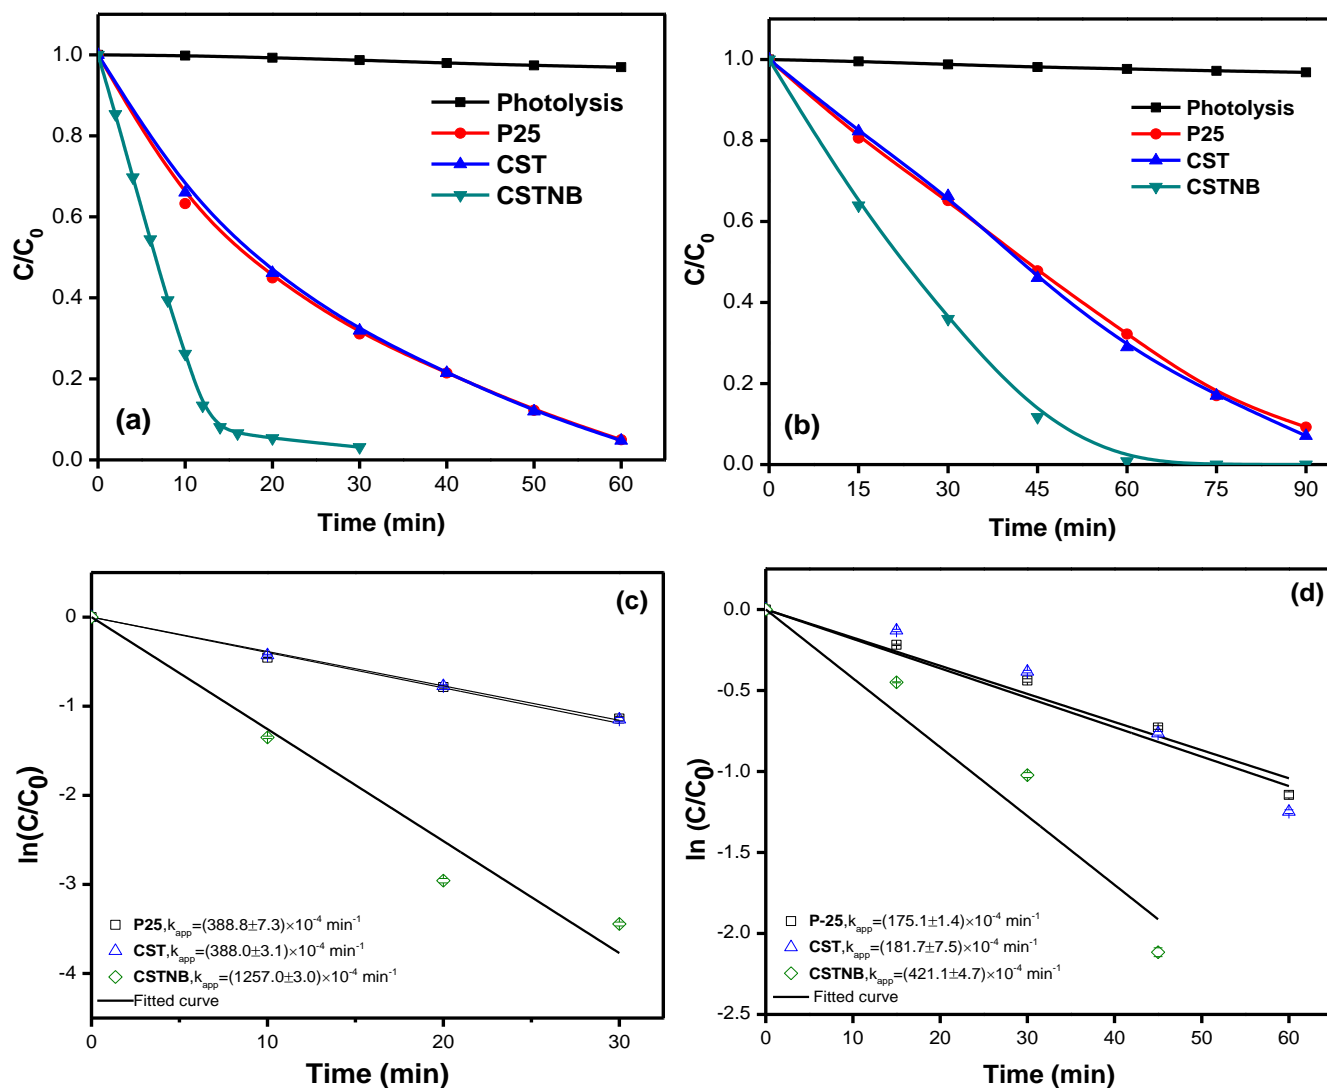 1.0
0.8
0.6
0.4
0.2
0.0
C/C0
Photolysis
P25
CST
CSTNB
(a)
0 10 20 30 40 50 60
Time (min)
1.0
0.8
0.6
0.4
0.2
0.0
C/C0
Photolysis
P25
CST
CSTNB
(b)
0 15 30 45 60 75 90
Time (min)
(c)
0
-1
-2
-3
-4
ln(C/C0)
P25,kapp=(388.8±7.3)×10-4 min-1
CST,kapp=(388.0±3.1)×10-4 min-1
CSTNB,kapp=(1257.0±3.0)×10-4 min-1
Fitted curve
0 10 20 30
Time (min)
(d)
0.0
-0.5
-1.0
-1.5
-2.0
-2.5
ln (C/C0)
P-25,kapp=(175.1±1.4)×10-4 min-1
CST,kapp=(181.7±7.5)×10-4 min-1
CSTNB,kapp=(421.1±4.7)×10-4 min-1
Fitted curve
0 10 20 30 40 50 60
Time (min)